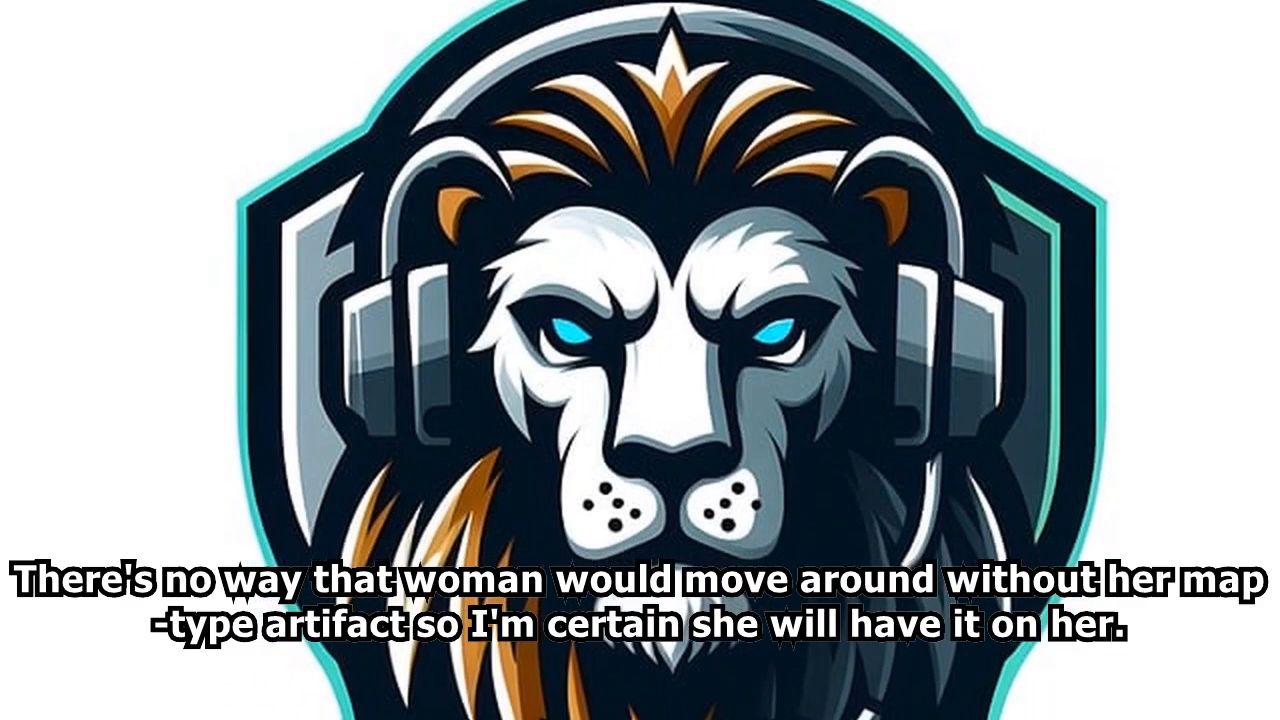 There's no way that woman would move around without her map
-type artifact so I'm certain she will have it on her.